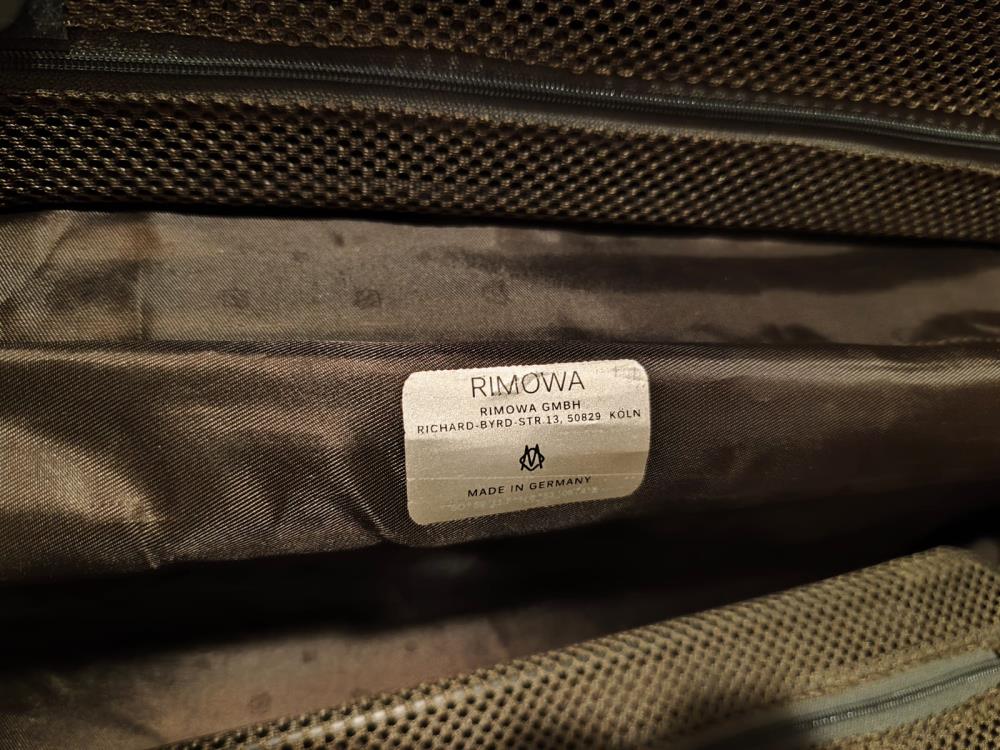 RIMOWA
RIMOWA GMBH
RICHARD-BYRD-STR.13, 50829 KÖLN
MADE IN GERMANY